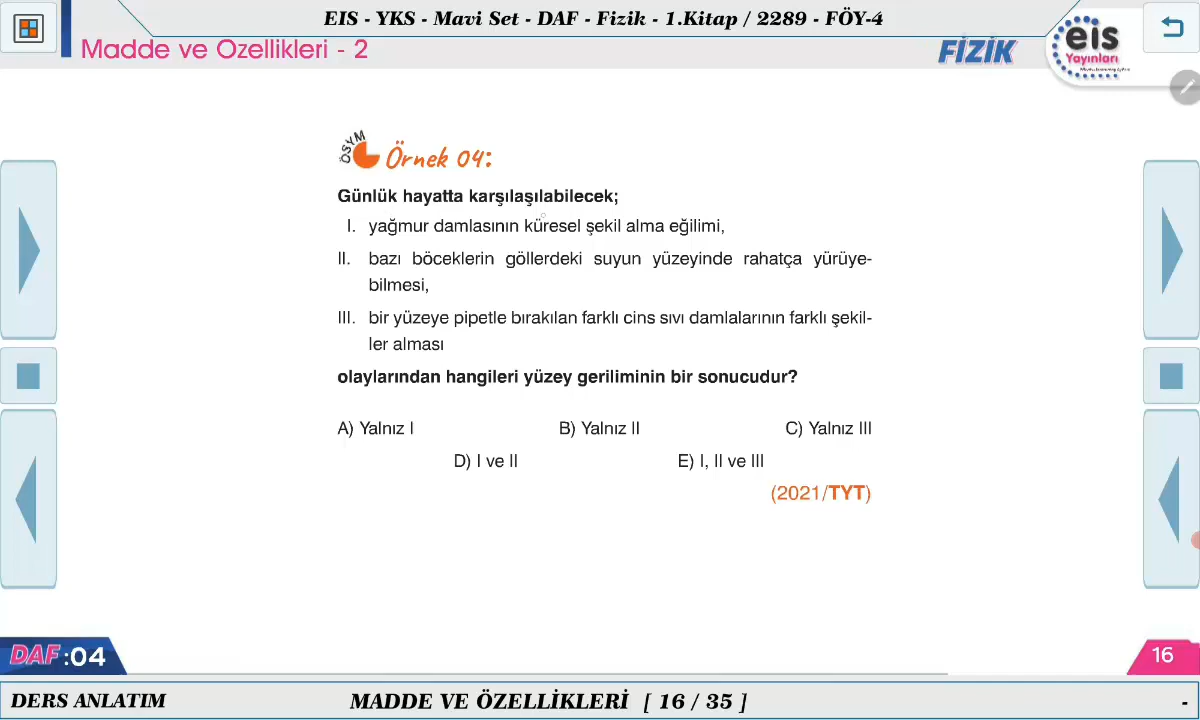 EIS - YKS - Mavi Set - DAF - Fizik - 1.Kitap / 2289 - FÖY-4
Madde ve Özellikleri - 2
FİZİK
eis
Yayınları
ÖSYM
Örnek 04:
Günlük hayatta karşılaşılabilecek;
I. yağmur damlasının küresel şekil alma eğilimi,
II. bazı böceklerin göllerdeki suyun yüzeyinde rahatça yürüye-
bilmesi,
III. bir yüzeye pipetle bırakılan farklı cins sıvı damlalarının farklı şekil-
ler alması
olaylarından hangileri yüzey geriliminin bir sonucudur?
A) Yalnız I B) Yalnız II C) Yalnız III
D) I ve II E) I, II ve III
(2021/TYT)
DAF :04
16
DERS ANLATIM MADDE VE ÖZELLİKLERİ [ 16 / 35 ] -